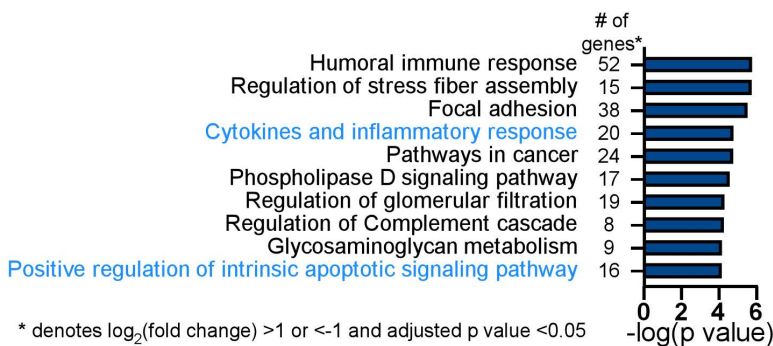 # of
genes*
Humoral immune response 52
Regulation of stress fiber assembly 15
Focal adhesion 38
Cytokines and inflammatory response 20
Pathways in cancer 24
Phospholipase D signaling pathway 17
Regulation of glomerular filtration 19
Regulation of Complement cascade 8
Glycosaminoglycan metabolism 9
Positive regulation of intrinsic apoptotic signaling pathway 16
0 2 4 6
* denotes log2(fold change) >1 or <-1 and adjusted p value <0.05 -log(p value)